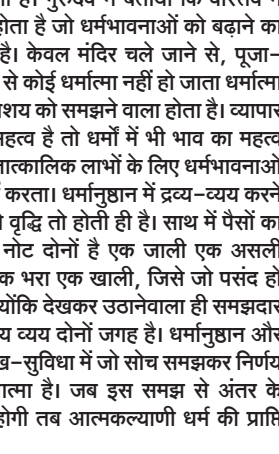 होता है जो धर्मभावनाओं को बढ़ाने का
है। केवल मंदिर चले जाने से, पूजा-
से कोई धर्मात्मा नहीं हो जाता धर्मात्मा
शय को समझने वाला होता है। व्यापार
महत्व है तो धर्मों में भी भाव का महत्व
तात्कालिक लाभों के लिए धर्मभावनाओ
करता। धर्मानुष्ठान में द्रव्य-व्यय करने
वृद्धि तो होती ही है। साथ में पैसों का
नोट दोनों है एक जाली एक असली
क भरा एक खाली, जिसे जो पसंद हो
योंकि देखकर उठानेवाला ही समझदार
य व्यय दोनों जगह है। धर्मानुष्ठान और
ख-सुविधा में जो सोच समझकर निर्णय
ात्मा है। जब इस समझ से अंतर के
होगी तब आत्मकल्याणी धर्म की प्राप्ति